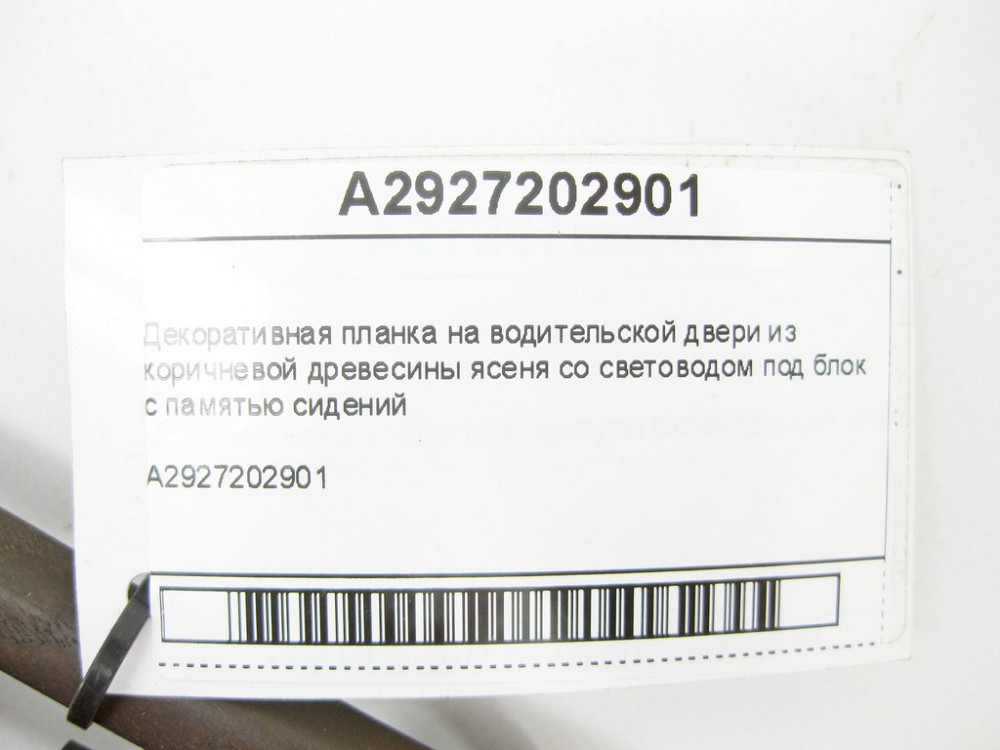 A2927202901
Декоративная планка на водительской двери из
коричневой древесины ясеня со световодом под блок
с памятью сидений
A2927202901